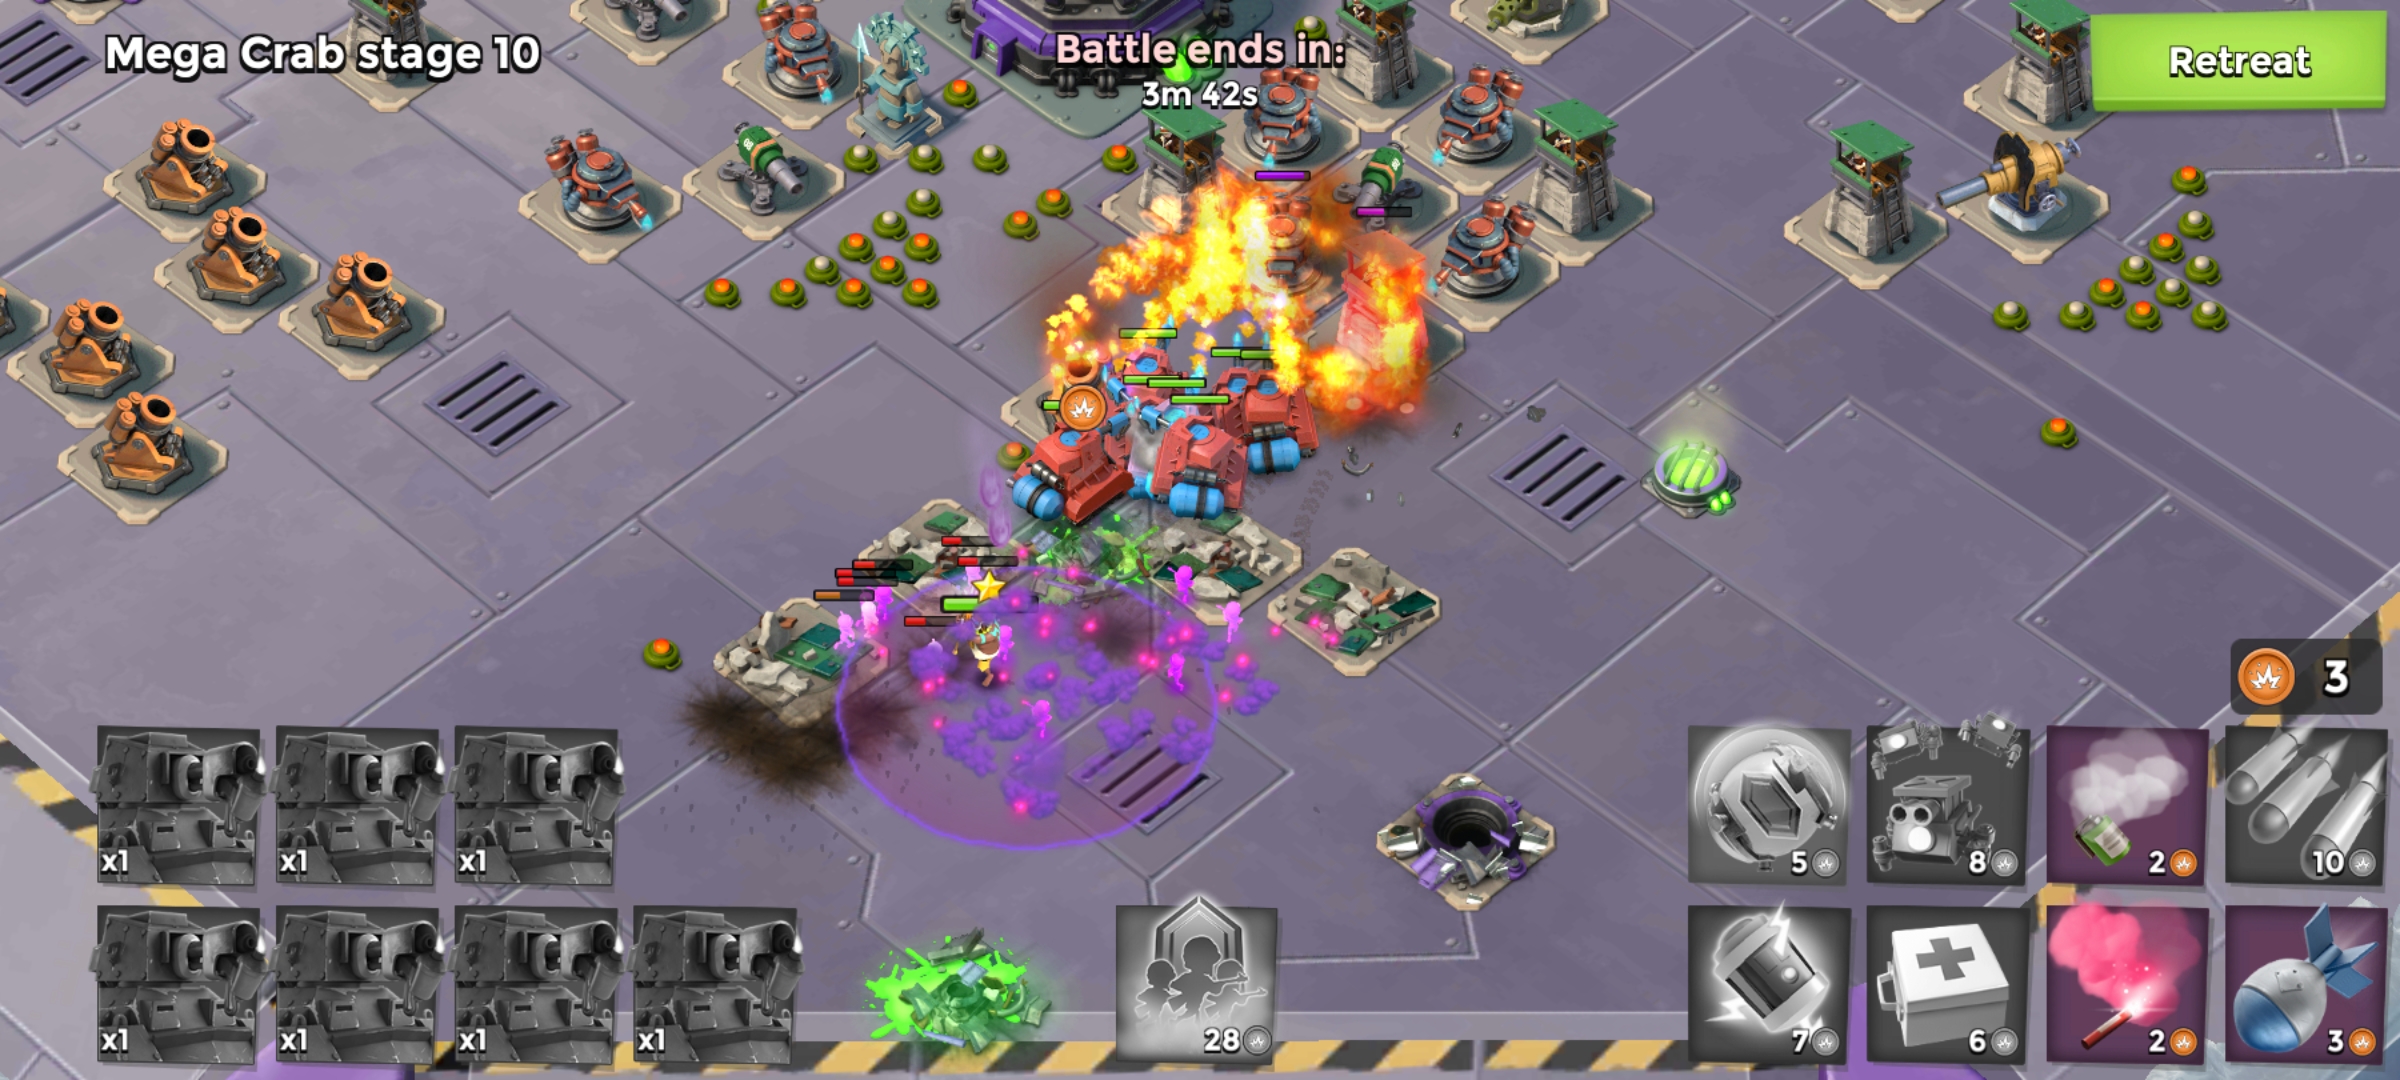 Mega Crab stage 10
Battle ends in:
3m 42s
Retreat
3
x1
x1
x1
5
8
2
10
x1
x1
x1
x1
28
7
6
2
3